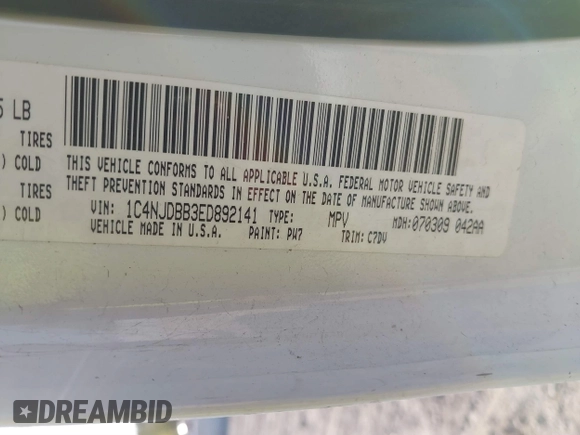 5 LB
TIRES
) COLD
TIRES
) COLD
THIS VEHICLE CONFORMS TO ALL APPLICABLE U.S.A. FEDERAL MOTOR VEHICLE SAFETY AND
THEFT PREVENTION STANDARDS IN EFFECT ON THE DATE OF MANUFACTURE SHOWN ABOVE.
VIN: 1C4NJDBB3ED892141 TYPE: MPV MDH: 070309 042AA
VEHICLE MADE IN U.S.A. PAINT: PW7 TRIM: C7DV
DREAMBID